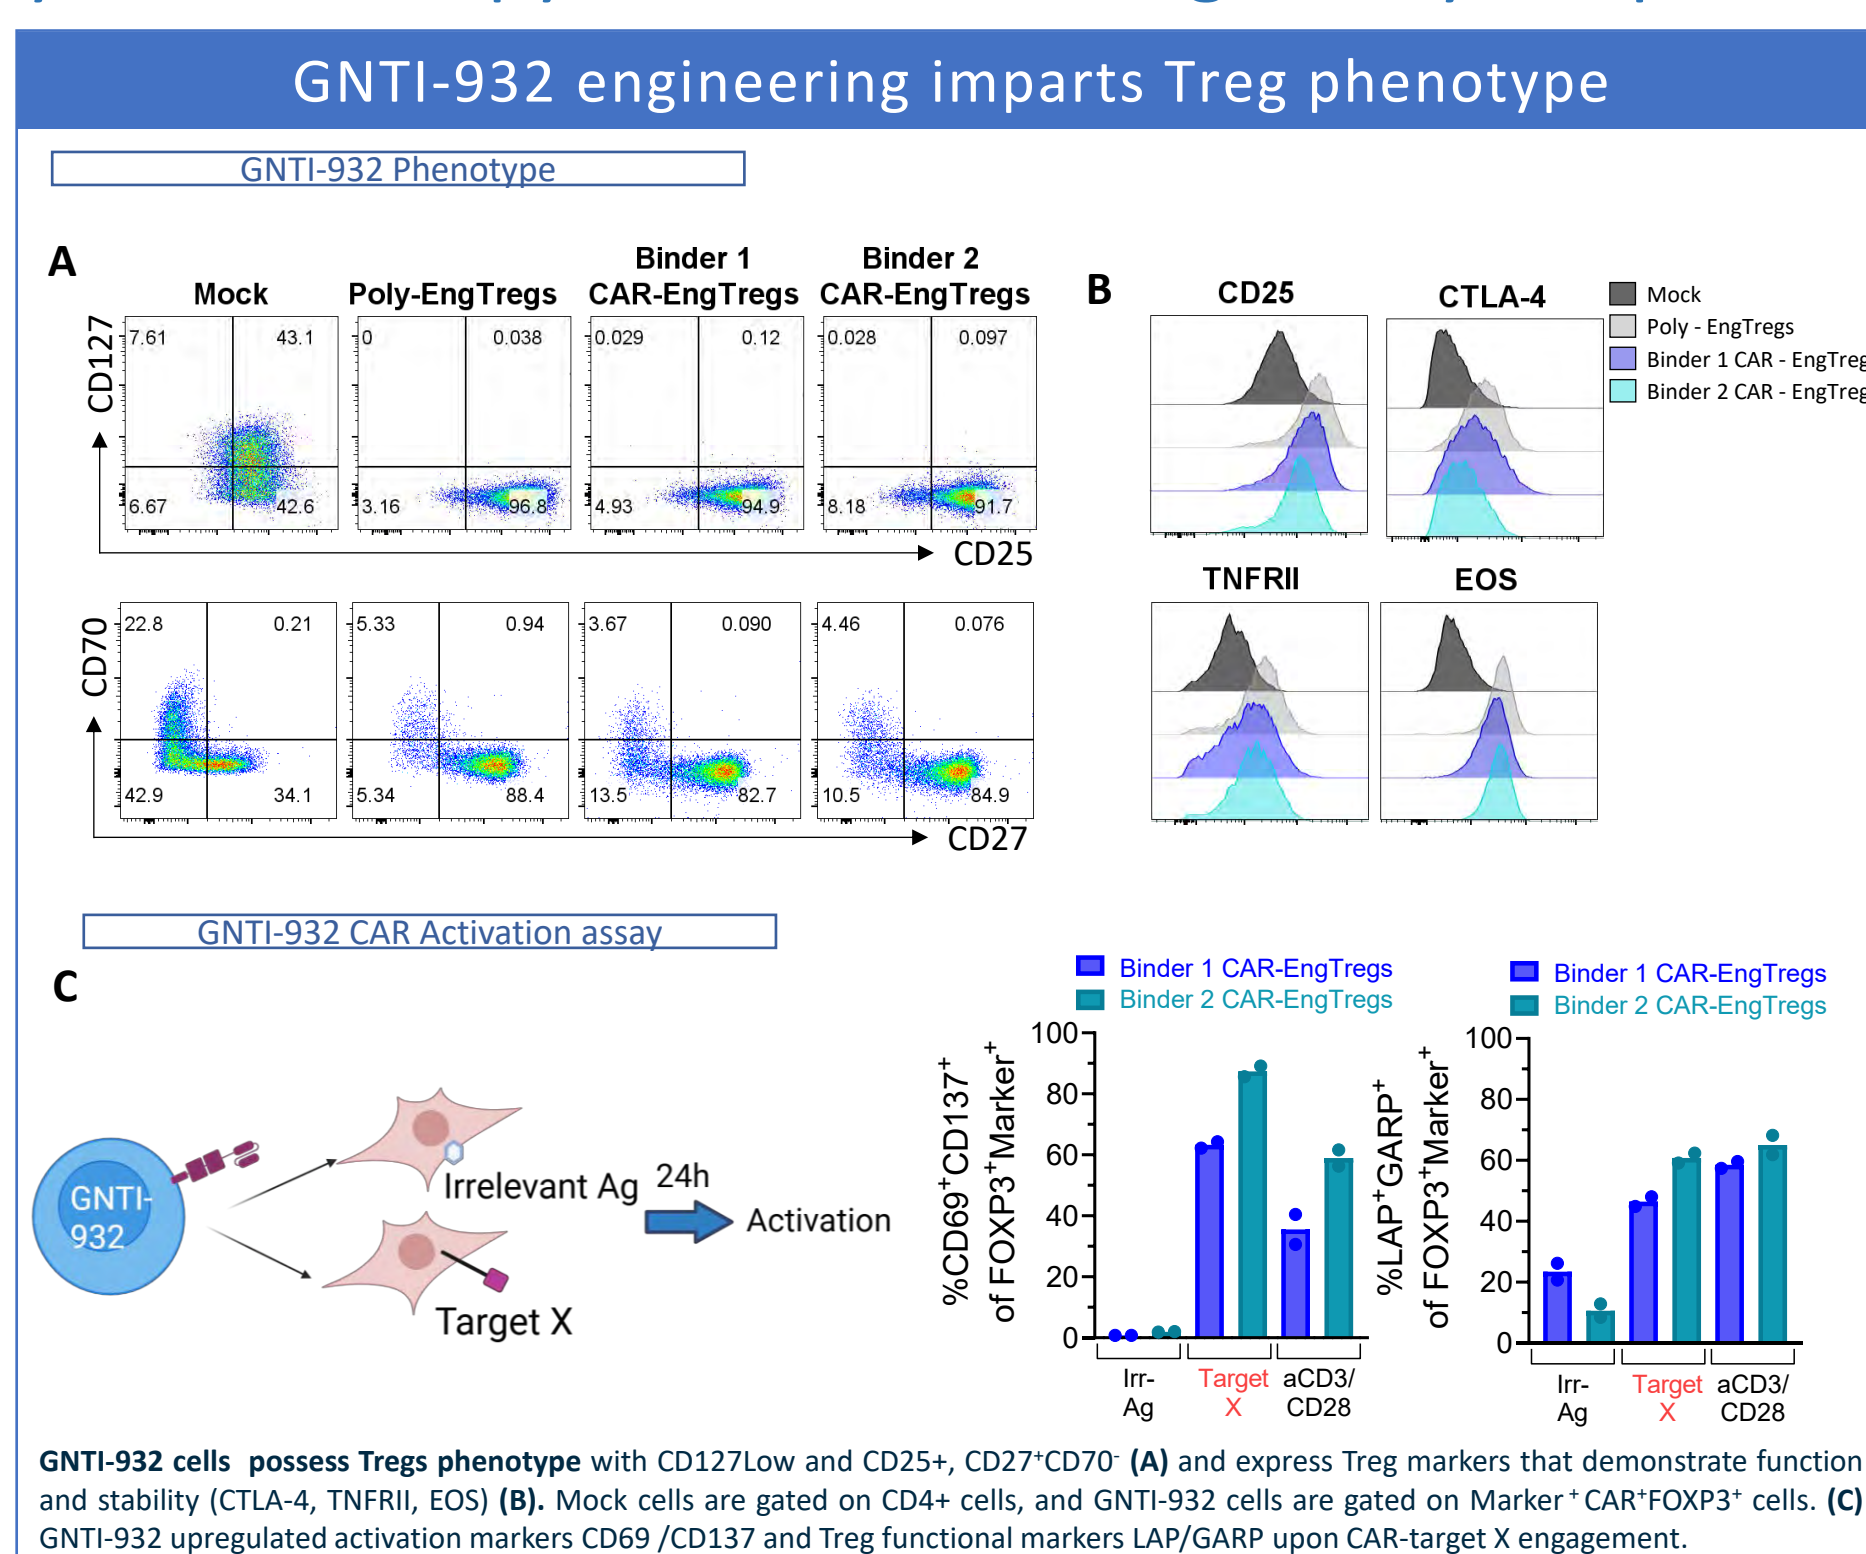 GNTI-932 engineering imparts Treg phenotype
GNTI-932 Phenotype
A
Mock
Poly-EngTregs
Binder 1
CAR-EngTregs
Binder 2
CAR-EngTregs
CD127
7.61
43.1
6.67
42.6
0
0.038
3.16
96.8
0.029
0.12
4.93
94.9
0.028
0.097
8.18
91.7
CD25
CD70
22.8
0.21
42.9
34.1
5.33
0.94
5.34
88.4
3.67
0.090
13.5
82.7
4.46
0.076
10.5
84.9
CD27
B
CD25
CTLA-4
TNFRII
EOS
Mock
Poly - EngTregs
Binder 1 CAR - EngTreg
Binder 2 CAR - EngTreg
GNTI-932 CAR Activation assay
C
GNTI-
932
Irrelevant Ag
Target X
24h
Activation
Binder 1 CAR-EngTregs
Binder 2 CAR-EngTregs
%CD69+CD137+
of FOXP3+Marker+
100
80
60
40
20
0
Irr-
Ag
Target
X
aCD3/
CD28
Binder 1 CAR-EngTregs
Binder 2 CAR-EngTregs
%LAP+GARP+
of FOXP3+Marker+
100
80
60
40
20
0
Irr-
Ag
Target
X
aCD3/
CD28
GNTI-932 cells possess Tregs phenotype with CD127Low and CD25+, CD27+CD70- (A) and express Treg markers that demonstrate function
and stability (CTLA-4, TNFRII, EOS) (B). Mock cells are gated on CD4+ cells, and GNTI-932 cells are gated on Marker+CAR+FOXP3+ cells. (C)
GNTI-932 upregulated activation markers CD69 /CD137 and Treg functional markers LAP/GARP upon CAR-target X engagement.